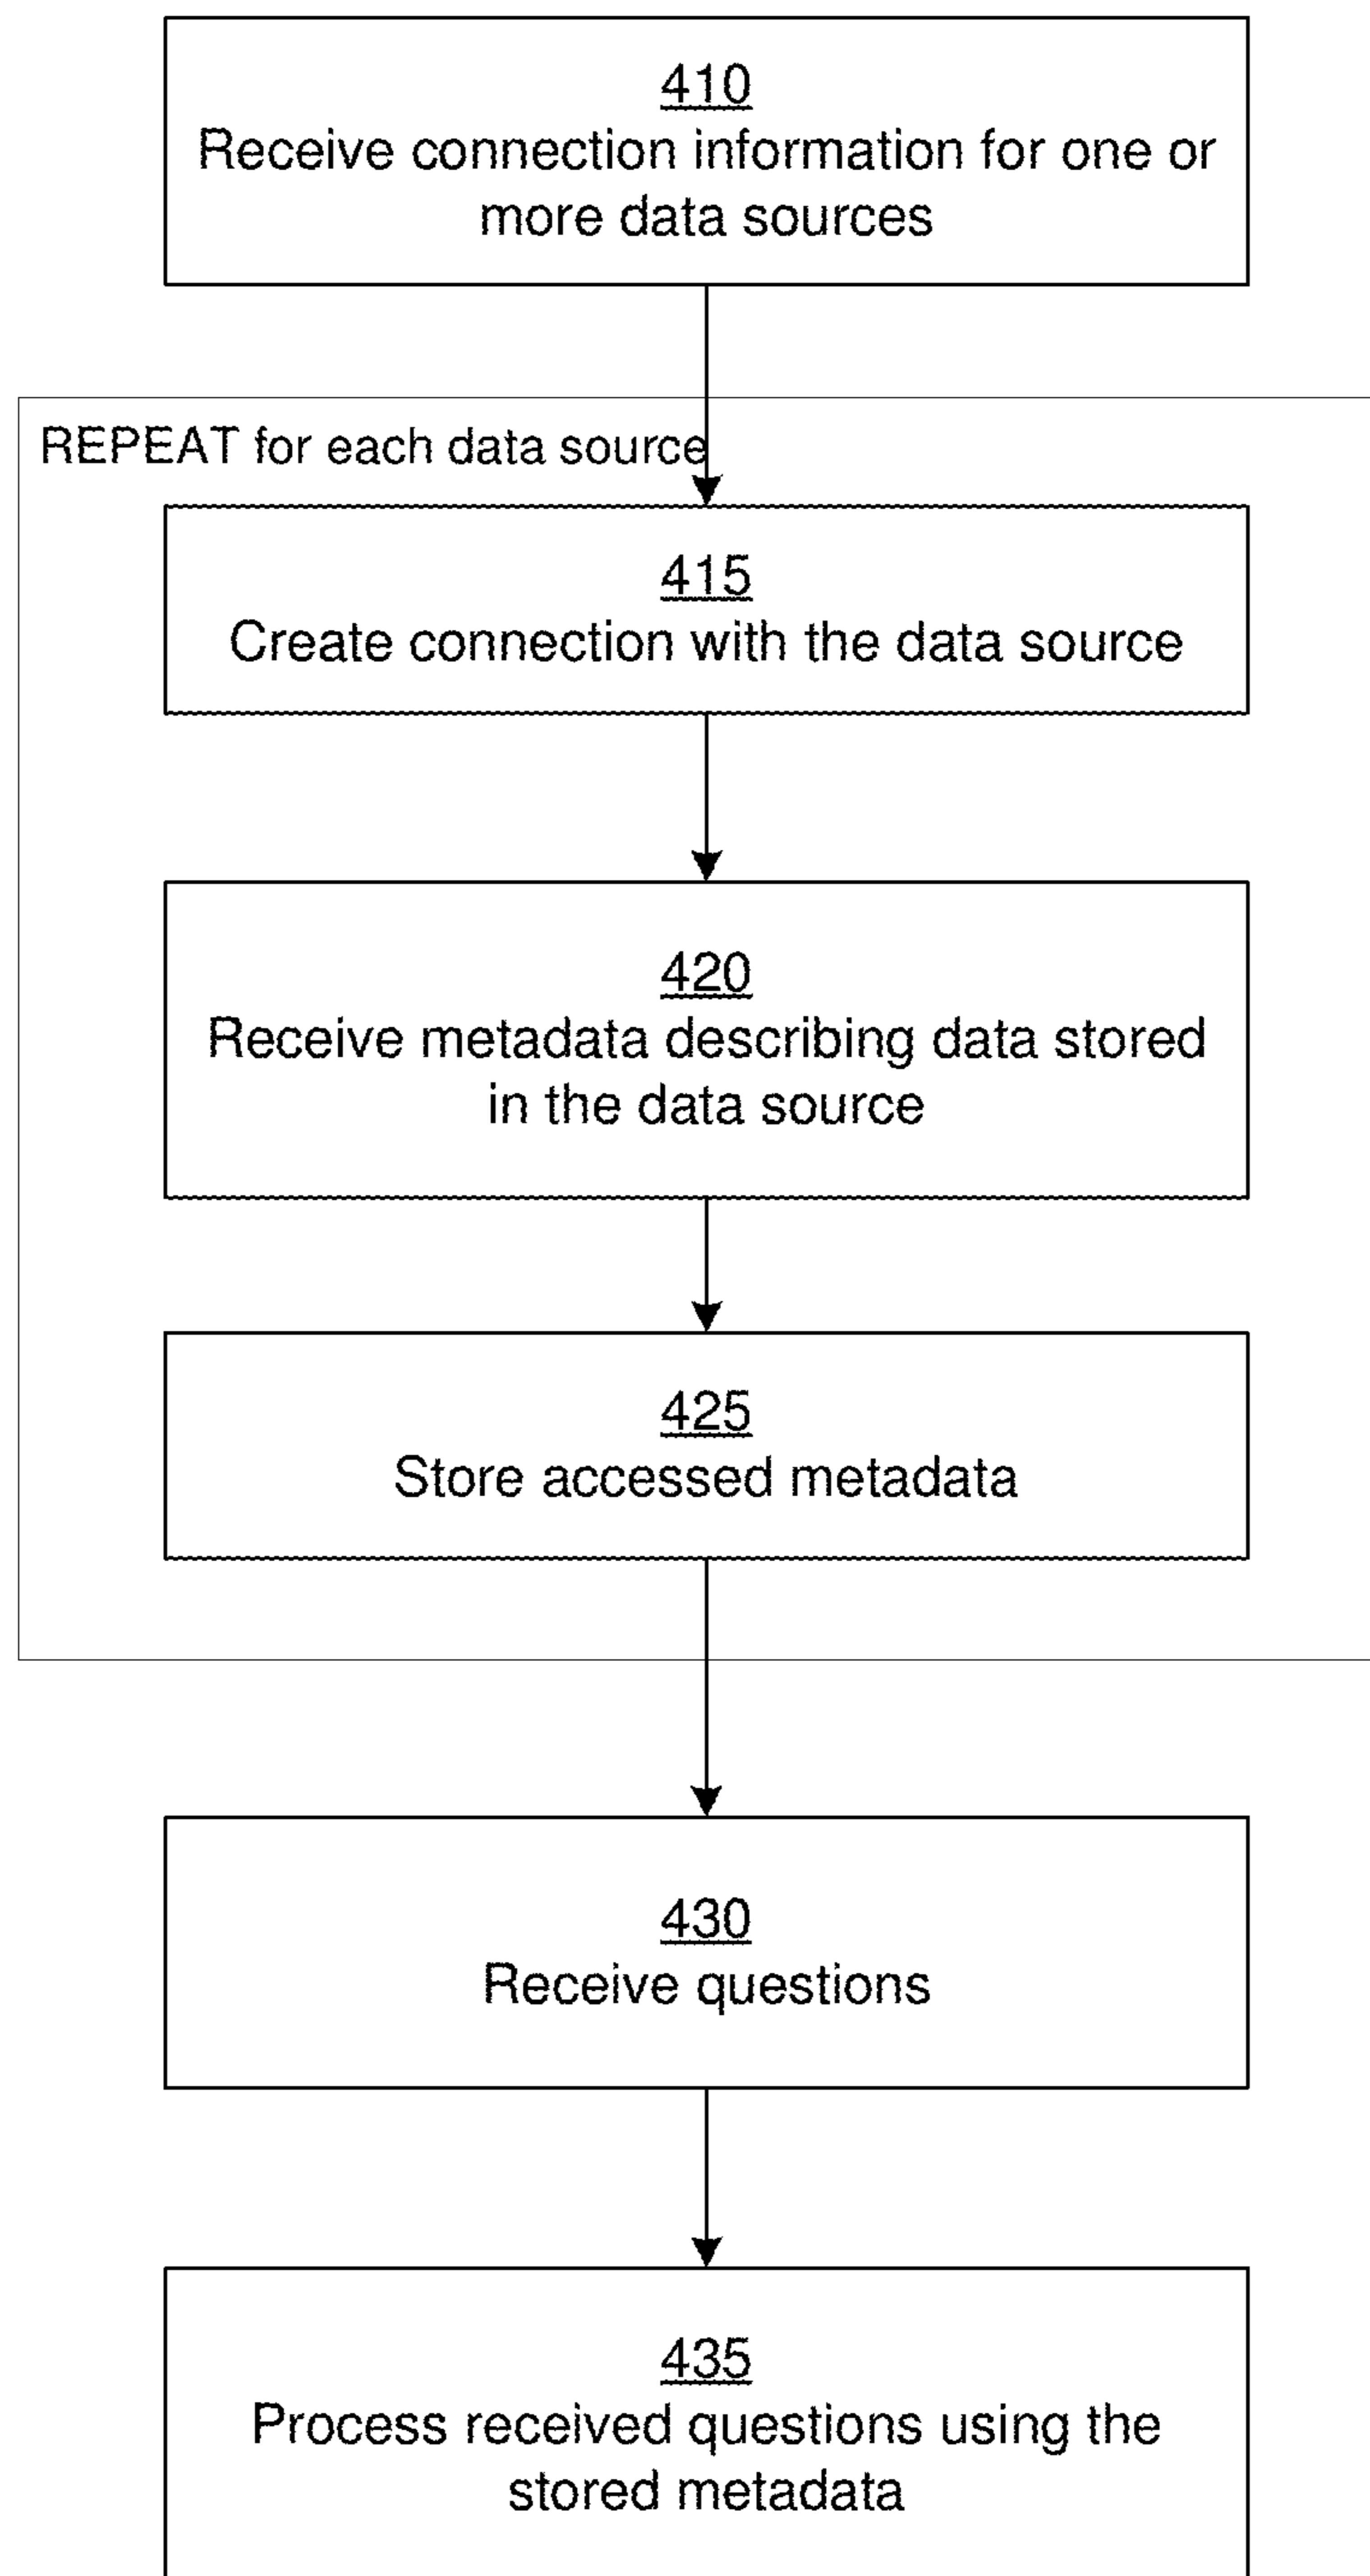 410
Receive connection information for one or
more data sources
REPEAT for each data source
415
Create connection with the data source
420
Receive metadata describing data stored
in the data source
425
Store accessed metadata
430
Receive questions
435
Process received questions using the
stored metadata